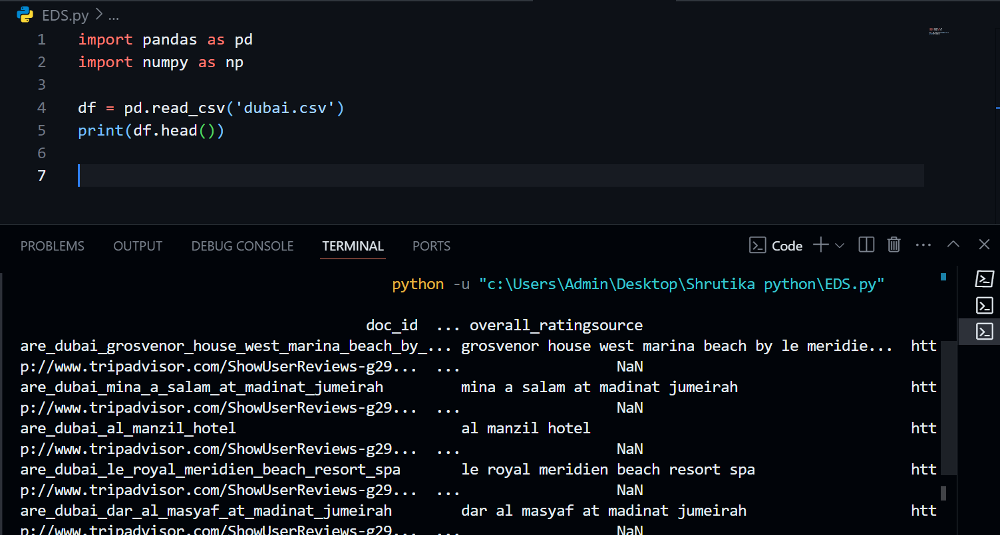 EDS.py > ...
1 import pandas as pd
2 import numpy as np
3
4 df = pd.read_csv('dubai.csv')
5 print(df.head())
6
7
PROBLEMS OUTPUT DEBUG CONSOLE TERMINAL PORTS Code
python -u "c:\Users\Admin\Desktop\Shrutika python\EDS.py"
doc_id ... overall_ratingsource
are_dubai_grosvenor_house_west_marina_beach_by_... grosvenor house west marina beach by le meridie... htt
p://www.tripadvisor.com/ShowUserReviews-g29... ... NaN
are_dubai_mina_a_salam_at_madinat_jumeirah mina a salam at madinat jumeirah htt
p://www.tripadvisor.com/ShowUserReviews-g29... ... NaN
are_dubai_al_manzil_hotel al manzil hotel htt
p://www.tripadvisor.com/ShowUserReviews-g29... ... NaN
are_dubai_le_royal_meridien_beach_resort_spa le royal meridien beach resort spa htt
p://www.tripadvisor.com/ShowUserReviews-g29... ... NaN
are_dubai_dar_al_masyaf_at_madinat_jumeirah dar al masyaf at madinat jumeirah htt
p://www.tripadvisor.com/ShowUserReviews-g29... ... NaN